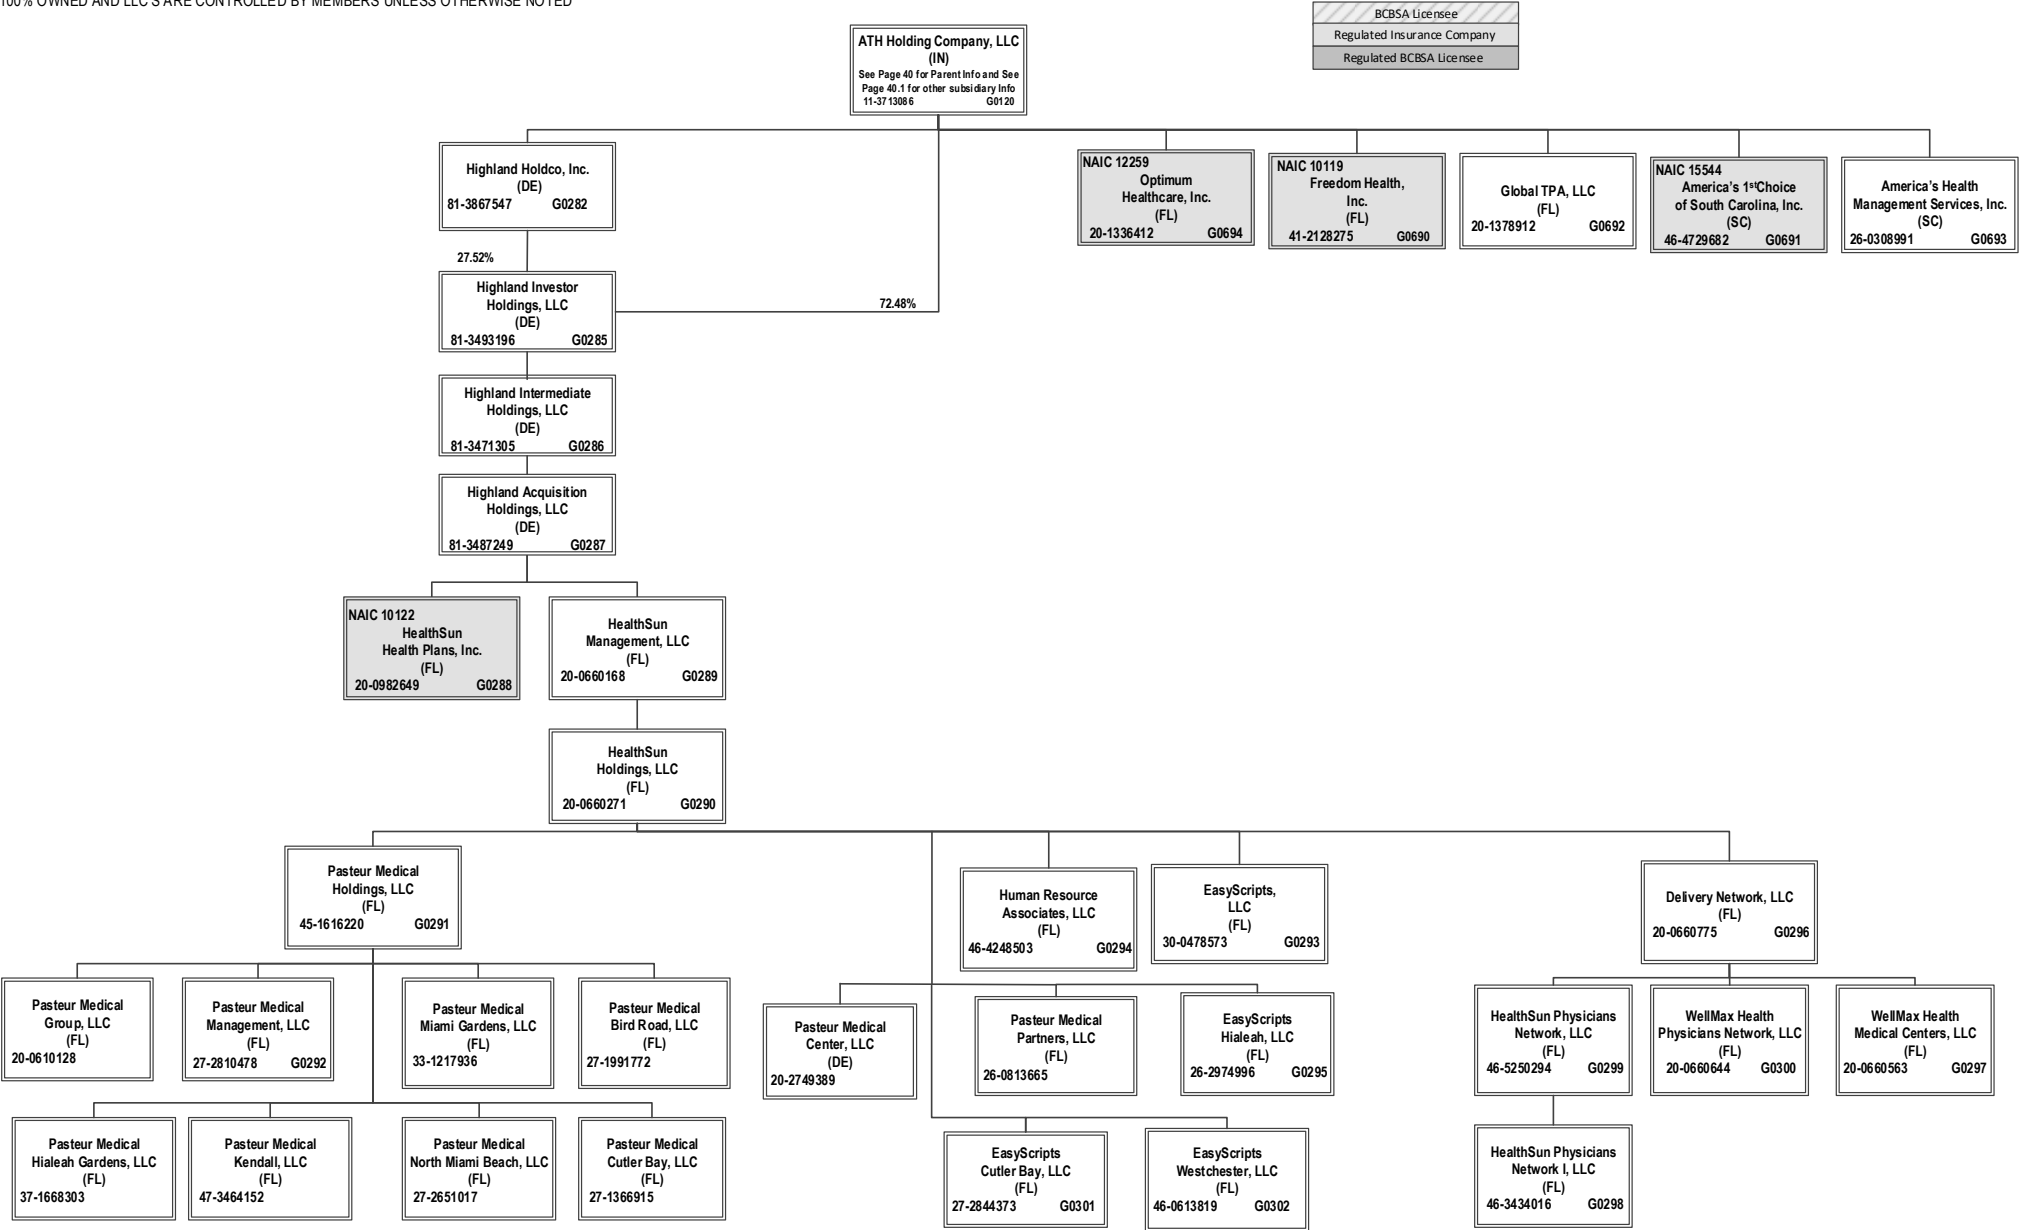 100% OWNED AND LLC'S ARE CONTROLLED BY MEMBERS UNLESS OTHERWISE NOTED
BCBSA Licensee
Regulated Insurance Company
Regulated BCBSA Licensee
ATH Holding Company, LLC
(IN)
See Page 40 for Parent Info and See
Page 40.1 for other subsidiary Info
11-3713086 G0120
Highland Holdco, Inc.
(DE)
81-3867547 G0282
NAIC 12259
Optimum
Healthcare, Inc.
(FL)
20-1336412 G0694
NAIC 10119
Freedom Health,
Inc.
(FL)
41-2128275 G0690
Global TPA, LLC
(FL)
20-1378912 G0692
NAIC 15544
America's 1stChoice
of South Carolina, Inc.
(SC)
46-4729682 G0691
America's Health
Management Services, Inc.
(SC)
26-0308991 G0693
27.52%
72.48%
Highland Investor
Holdings, LLC
(DE)
81-3493196 G0285
Highland Intermediate
Holdings, LLC
(DE)
81-3471305 G0286
Highland Acquisition
Holdings, LLC
(DE)
81-3487249 G0287
NAIC 10122
HealthSun
Health Plans, Inc.
(FL)
20-0982649 G0288
HealthSun
Management, LLC
(FL)
20-0660168 G0289
HealthSun
Holdings, LLC
(FL)
20-0660271 G0290
Pasteur Medical
Holdings, LLC
(FL)
45-1616220 G0291
Human Resource
Associates, LLC
(FL)
46-4248503 G0294
EasyScripts,
LLC
(FL)
30-0478573 G0293
Delivery Network, LLC
(FL)
20-0660775 G0296
Pasteur Medical
Group, LLC
(FL)
20-0610128
Pasteur Medical
Management, LLC
(FL)
27-2810478 G0292
Pasteur Medical
Miami Gardens, LLC
(FL)
33-1217936
Pasteur Medical
Bird Road, LLC
(FL)
27-1991772
Pasteur Medical
Center, LLC
(DE)
20-2749389
Pasteur Medical
Partners, LLC
(FL)
26-0813665
EasyScripts
Hialeah, LLC
(FL)
26-2974996 G0295
HealthSun Physicians
Network, LLC
(FL)
46-5250294 G0299
WellMax Health
Physicians Network, LLC
(FL)
20-0660644 G0300
WellMax Health
Medical Centers, LLC
(FL)
20-0660563 G0297
Pasteur Medical
Hialeah Gardens, LLC
(FL)
37-1668303
Pasteur Medical
Kendall, LLC
(FL)
47-3464152
Pasteur Medical
North Miami Beach, LLC
(FL)
27-2651017
Pasteur Medical
Cutler Bay, LLC
(FL)
27-1366915
EasyScripts
Cutler Bay, LLC
(FL)
27-2844373 G0301
EasyScripts
Westchester, LLC
(FL)
46-0613819 G0302
HealthSun Physicians
Network I, LLC
(FL)
46-3434016 G0298